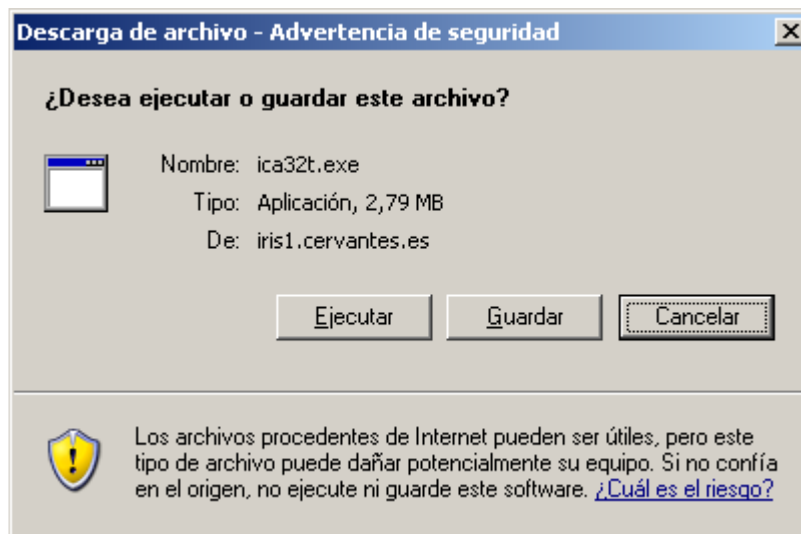 Descarga de archivo - Advertencia de seguridad
¿Desea ejecutar o guardar este archivo?
Nombre: ica32t.exe
Tipo: Aplicación, 2,79 MB
De: iris1.cervantes.es
Ejecutar Guardar Cancelar
Los archivos procedentes de Internet pueden ser útiles, pero este
tipo de archivo puede dañar potencialmente su equipo. Si no confía
en el origen, no ejecute ni guarde este software. ¿Cuál es el riesgo?